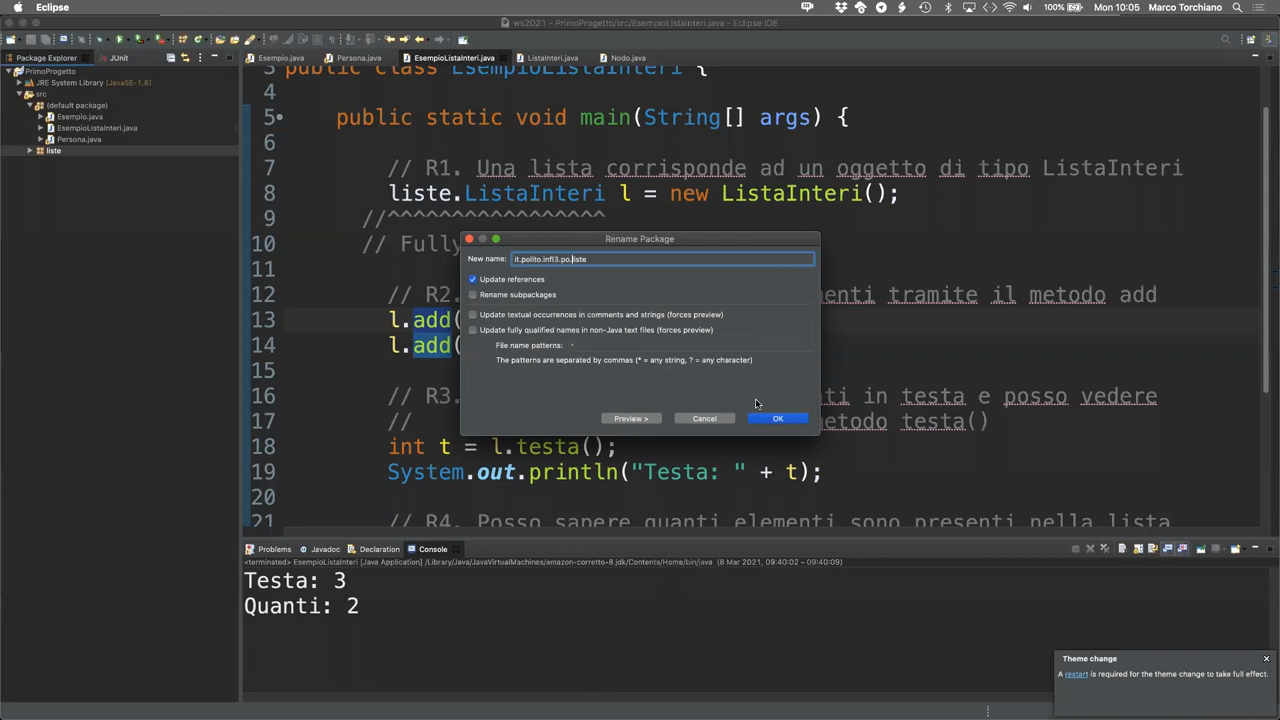 Eclipse
100% Mon 10:05 Marco Torchiano
ws2021 - PrimoProgetto/src/EsempioListaInteri.java - Eclipse IDE
Package Explorer JUnit
Esempio.java Persona.java EsempioListaInteri.java ListaInteri.java Nodo.java
PrimoProgetto
JRE System Library [JavaSE-1.8]
src
(default package)
Esempio.java
EsempioListaInteri.java
Persona.java
liste
3 public class EsempioListaInteri {
4
5 public static void main(String[] args) {
6
7 // R1. Una lista corrisponde ad un oggetto di tipo ListaInteri
8 liste.ListaInteri l = new ListaInteri();
9 //^^^^^^^^^^^^^^^^^
10 // Fully
11
12 // R2. menti tramite il metodo add
13 l.add(
14 l.add(
15
16 // R3. ti in testa e posso vedere
17 // metodo testa()
18 int t = l.testa();
19 System.out.println("Testa: " + t);
20
21 // R4. Posso sapere quanti elementi sono presenti nella lista
Rename Package
New name: it.polito.infl3.po.liste
Update references
Rename subpackages
Update textual occurrences in comments and strings (forces preview)
Update fully qualified names in non-Java text files (forces preview)
File name patterns: *
The patterns are separated by commas (* = any string, ? = any character)
Preview > Cancel OK
Problems Javadoc Declaration Console
<terminated> EsempioListaInteri [Java Application] /Library/Java/JavaVirtualMachines/amazon-corretto-8.jdk/Contents/Home/bin/java (8 Mar 2021, 09:40:02 – 09:40:09)
Testa: 3
Quanti: 2
Theme change
A restart is required for the theme change to take full effect.